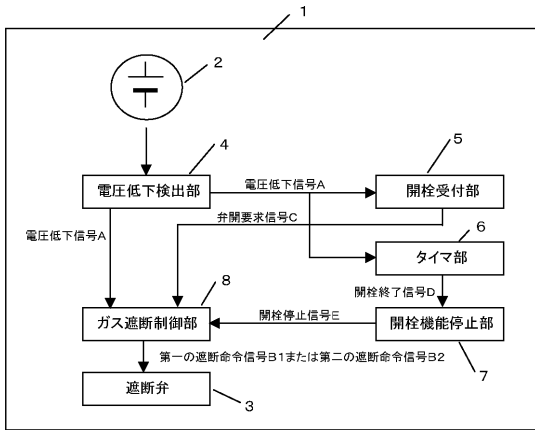 1
2
4
5
電圧低下検出部
電圧低下信号A
開栓受付部
弁開要求信号C
電圧低下信号A
6
タイマ部
8
開栓終了信号D
ガス遮断制御部
開栓停止信号E
開栓機能停止部
第一の遮断命令信号B1または第二の遮断命令信号B2
7
遮断弁
3